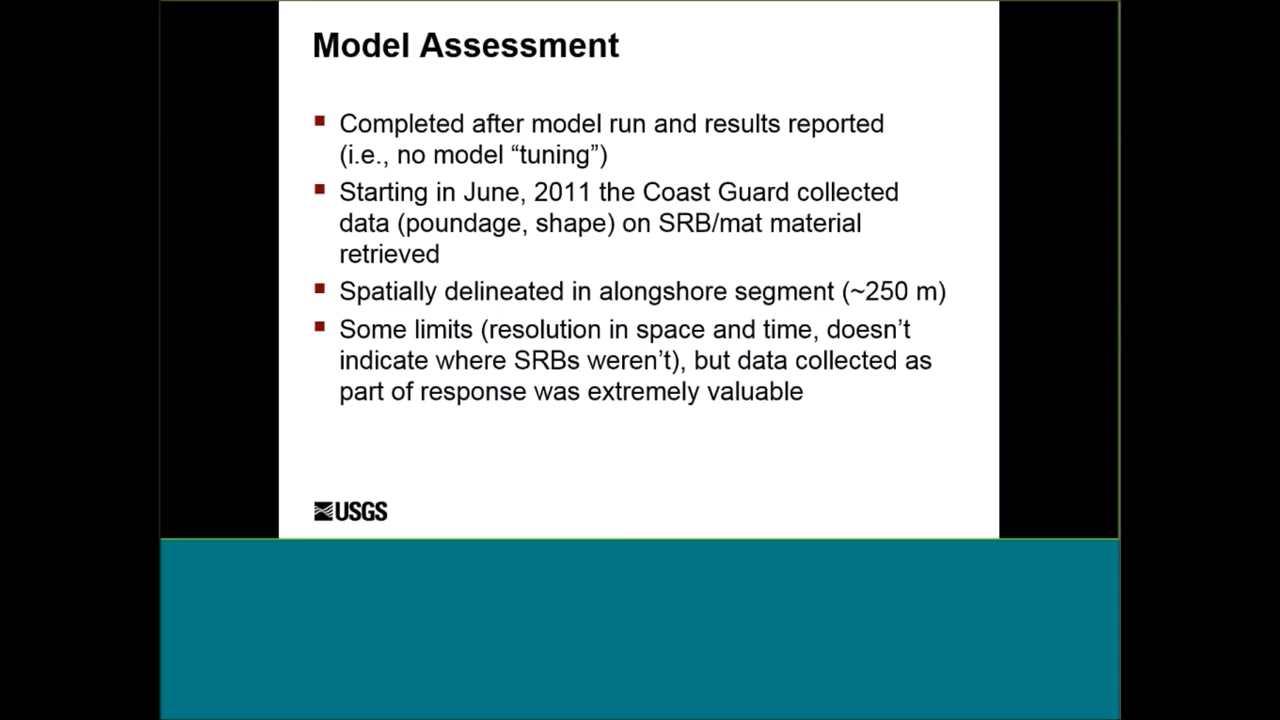 Model Assessment
Completed after model run and results reported
(i.e., no model “tuning”)
Starting in June, 2011 the Coast Guard collected
data (poundage, shape) on SRB/mat material
retrieved
Spatially delineated in alongshore segment (~250 m)
Some limits (resolution in space and time, doesn’t
indicate where SRBs weren’t), but data collected as
part of response was extremely valuable
USGS